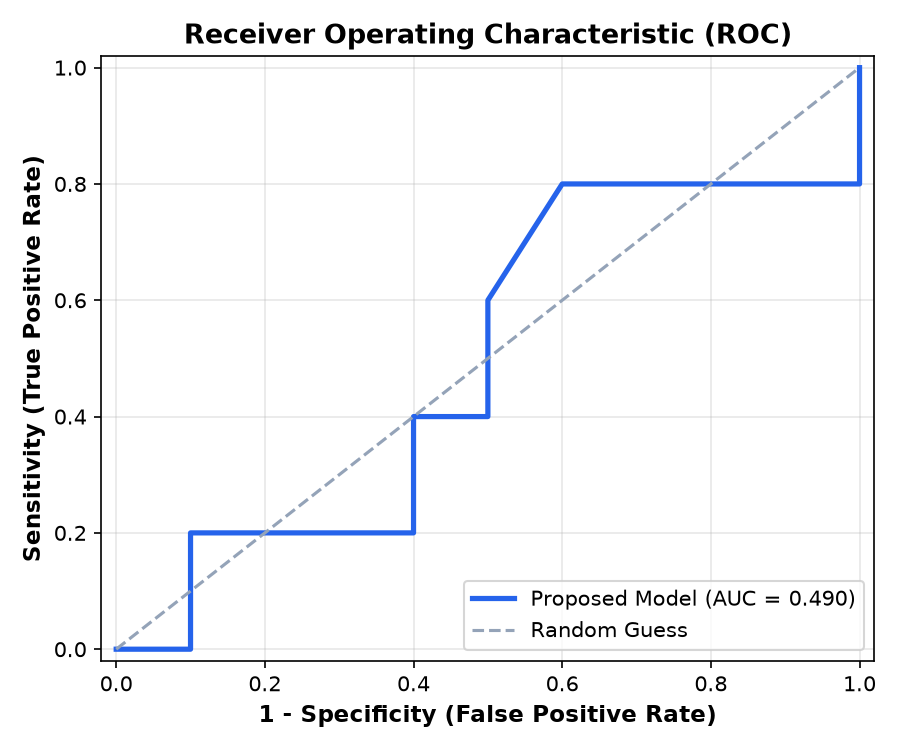 Receiver Operating Characteristic (ROC)
Sensitivity (True Positive Rate)
1.0
0.8
0.6
0.4
0.2
0.0
Proposed Model (AUC = 0.490)
Random Guess
0.0 0.2 0.4 0.6 0.8 1.0
1 - Specificity (False Positive Rate)